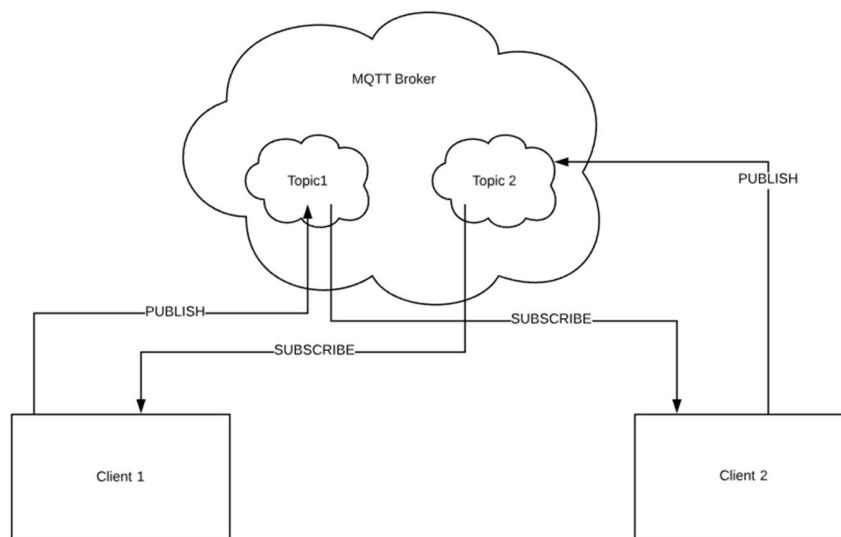 MQTT Broker
Topic1
Topic 2
PUBLISH
PUBLISH
SUBSCRIBE
SUBSCRIBE
Client 1
Client 2